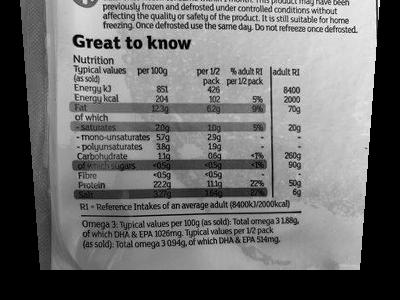 previously frozen and defrosted under controlled conditions without
affecting the quality or safety of the product. It is still suitable for home
freezing. Once defrosted use the same day. Do not refreeze once defrosted.
Great to know
Nutrition
Typical values per 100g per 1/2 % adult RI adult RI
(as sold) pack per 1/2 pack
Energy kJ 851 426 8400
Energy kcal 204 102 5% 2000
Fat 12.3g 6.2g 9% 70g
of which
- saturates 2.0g 1.0g 5% 20g
- mono-unsaturates 5.7g 2.9g
- polyunsaturates 3.8g 1.9g
Carbohydrate 1.1g 0.6g <1% 260g
of which sugars <0.5g <0.5g <1% 90g
Fibre <0.5g <0.5g
Protein 22.2g 11.1g 22% 50g
Salt 3.27g 1.64g 27% 6g
RI = Reference Intakes of an average adult (8400kJ/2000kcal)
Omega 3: Typical values per 100g (as sold): Total omega 3 1.88g,
of which DHA & EPA 1026mg. Typical values per 1/2 pack
(as sold): Total omega 3 0.94g, of which DHA & EPA 514mg.